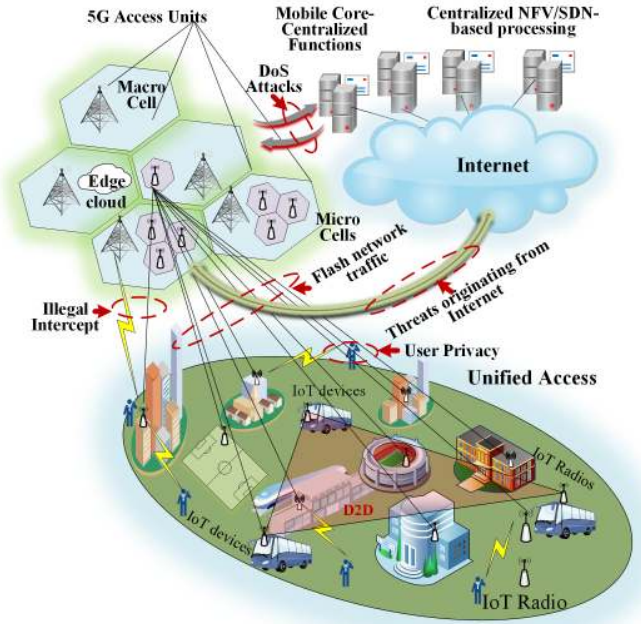 5G Access Units
Mobile Core-
Centralized
Functions
Centralized NFV/SDN-
based processing
Macro
Cell
DoS
Attacks
Internet
Edge
cloud
Micro
Cells
Flash network
traffic
Threats originating from
Internet
Illegal
Intercept
User Privacy
Unified Access
IoT devices
IoT Radios
D2D
IoT devices
IoT Radio